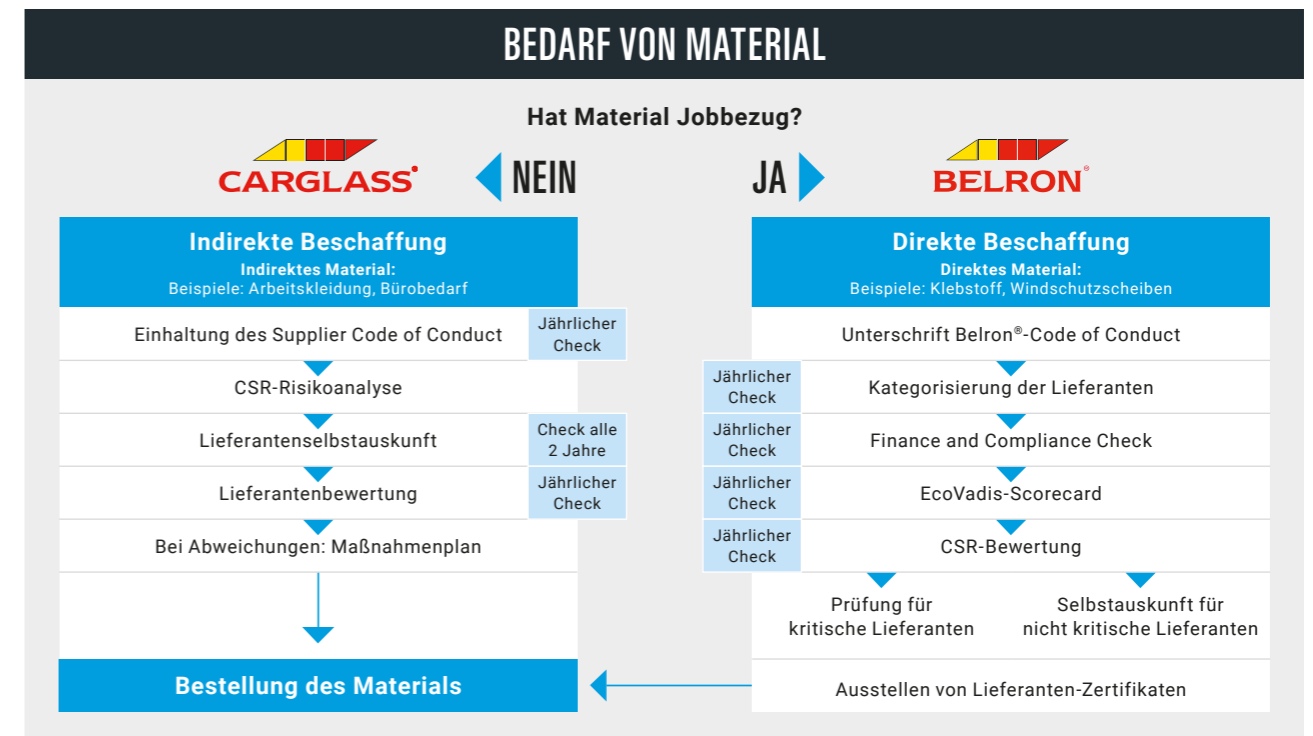 BEDARF VON MATERIAL
Hat Material Jobbezug?
CARGLASS
NEIN
JA
BELRON®
Indirekte Beschaffung
Indirektes Material:
Beispiele: Arbeitskleidung, Bürobedarf
Einhaltung des Supplier Code of Conduct
Jährlicher
Check
CSR-Risikoanalyse
Lieferantenselbstauskunft
Check alle
2 Jahre
Lieferantenbewertung
Jährlicher
Check
Bei Abweichungen: Maßnahmenplan
Bestellung des Materials
Direkte Beschaffung
Direktes Material:
Beispiele: Klebstoff, Windschutzscheiben
Unterschrift Belron®-Code of Conduct
Jährlicher
Check
Kategorisierung der Lieferanten
Jährlicher
Check
Finance and Compliance Check
Jährlicher
Check
EcoVadis-Scorecard
Jährlicher
Check
CSR-Bewertung
Prüfung für
kritische Lieferanten
Selbstauskunft für
nicht kritische Lieferanten
Ausstellen von Lieferanten-Zertifikaten